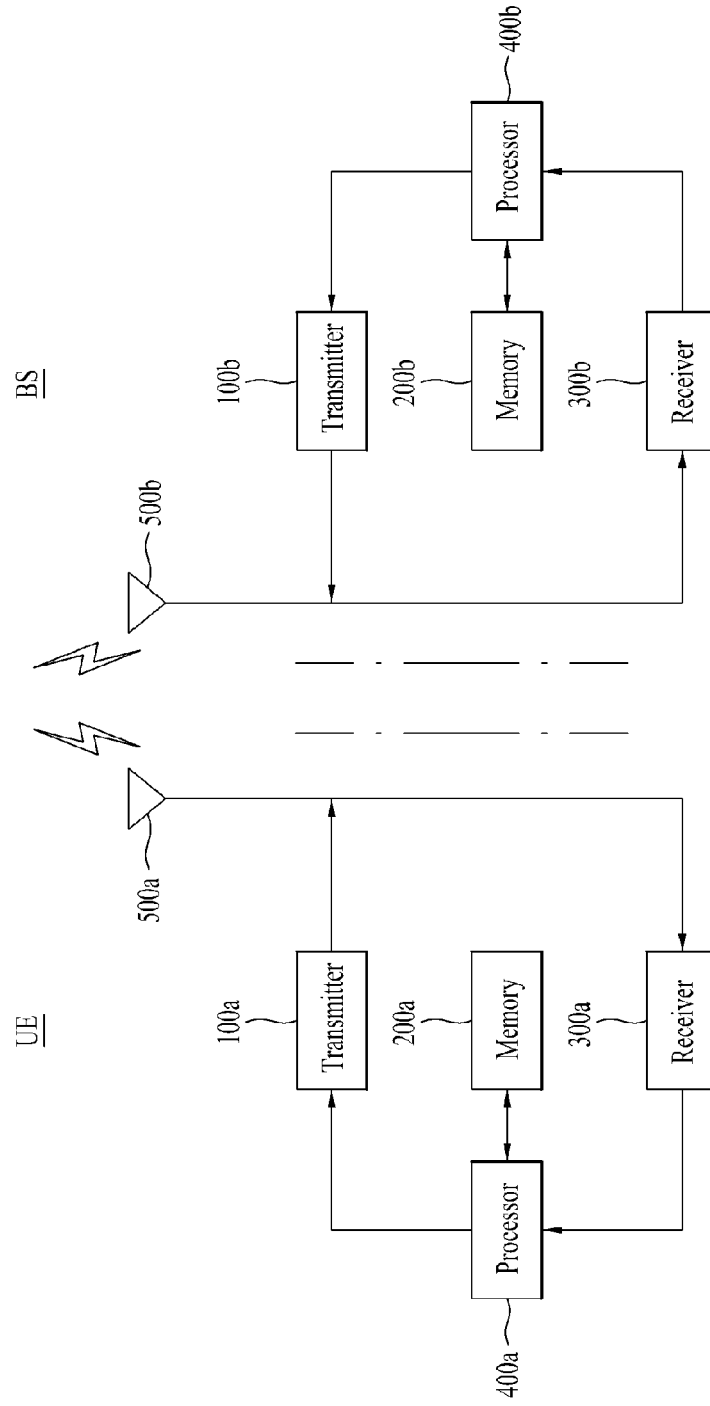 UE
BS
500a
500b
100a
Transmitter
100b
Transmitter
400a
Processor
200a
Memory
200b
Memory
Processor
400b
300a
Receiver
300b
Receiver